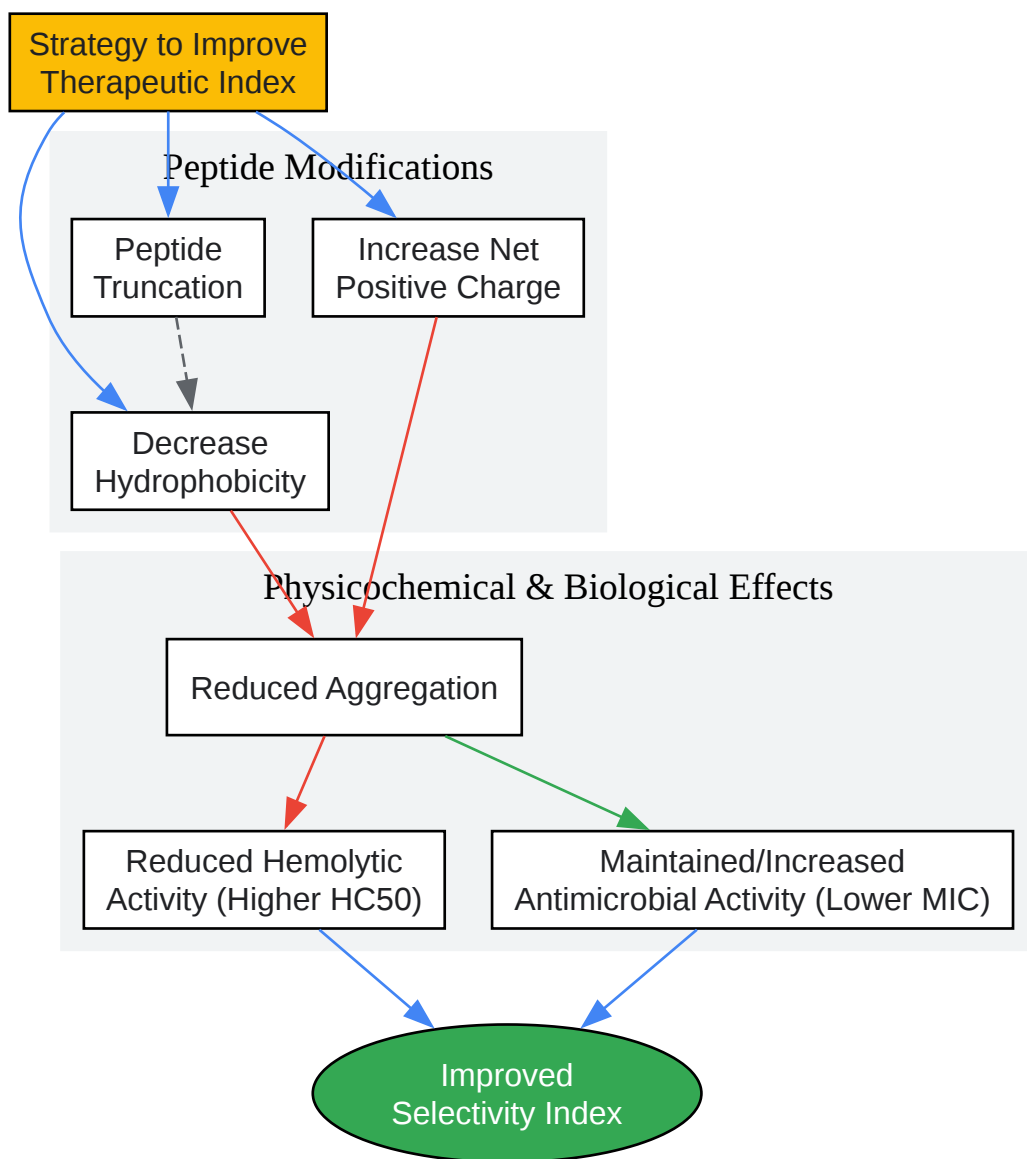 Strategy to Improve
Therapeutic Index
Peptide Modifications
Peptide
Truncation
Increase Net
Positive Charge
Decrease
Hydrophobicity
Physicochemical & Biological Effects
Reduced Aggregation
Reduced Hemolytic
Activity (Higher HC50)
Maintained/Increased
Antimicrobial Activity (Lower MIC)
Improved
Selectivity Index